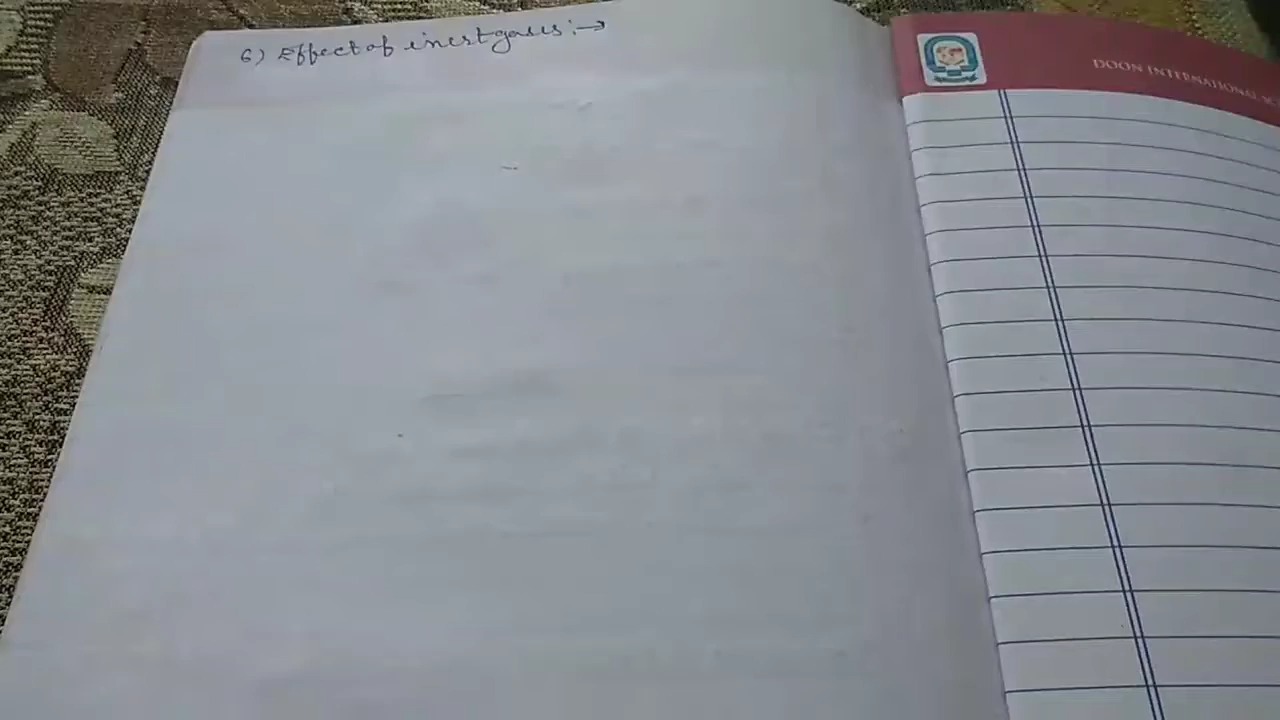 6) Effect of inert gases :→
DOON INTERNATIONAL